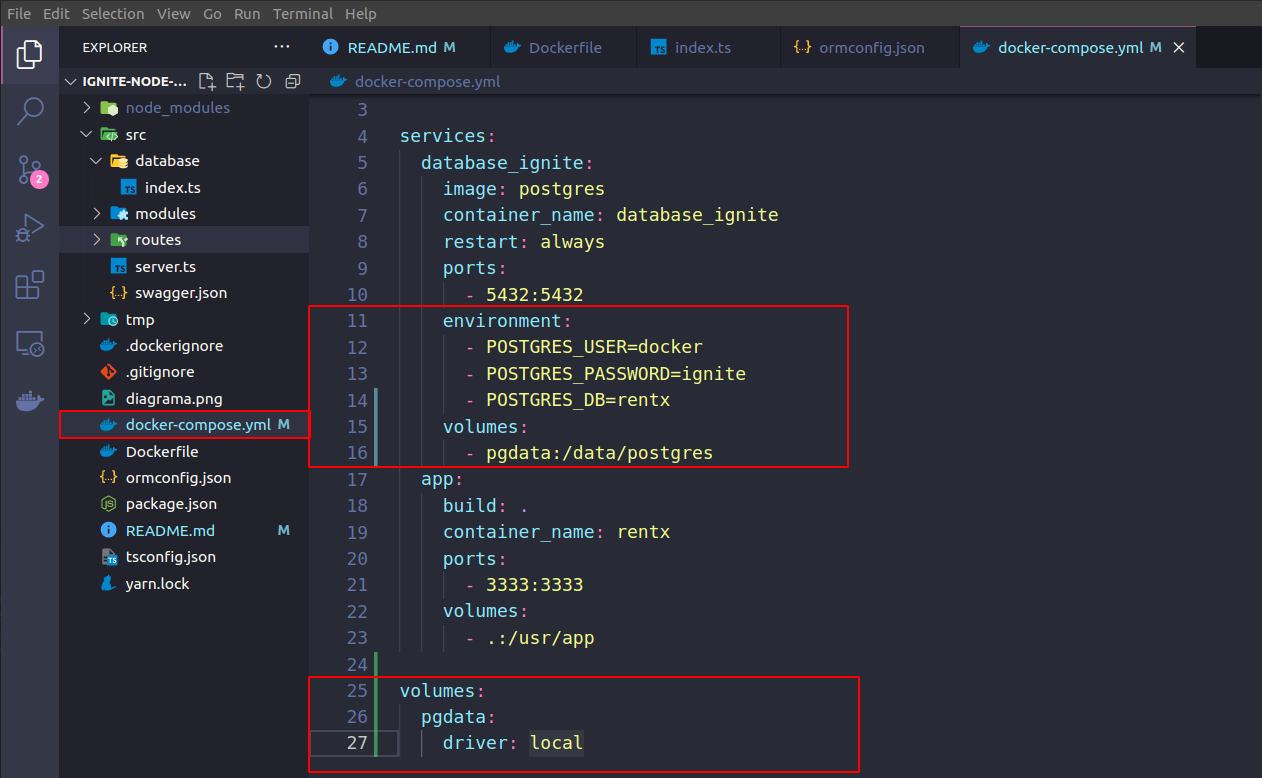 File Edit Selection View Go Run Terminal Help
EXPLORER ...
README.md M Dockerfile index.ts ormconfig.json docker-compose.yml M
IGNITE-NODE-...
node_modules
src
database
index.ts
modules
routes
server.ts
swagger.json
tmp
.dockerignore
.gitignore
diagrama.png
docker-compose.yml M
Dockerfile
ormconfig.json
package.json
README.md M
tsconfig.json
yarn.lock
2
docker-compose.yml
3
4 services:
5 database_ignite:
6 image: postgres
7 container_name: database_ignite
8 restart: always
9 ports:
10 - 5432:5432
11 environment:
12 - POSTGRES_USER=docker
13 - POSTGRES_PASSWORD=ignite
14 - POSTGRES_DB=rentx
15 volumes:
16 - pgdata:/data/postgres
17 app:
18 build: .
19 container_name: rentx
20 ports:
21 - 3333:3333
22 volumes:
23 - .:/usr/app
24
25 volumes:
26 pgdata:
27 driver: local